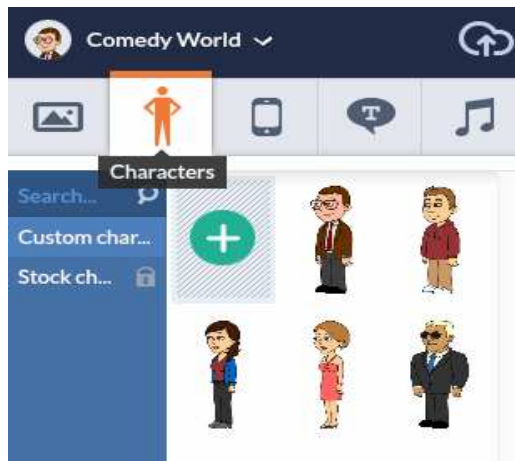 Comedy World
T
Characters
Search...
Custom char...
Stock ch...